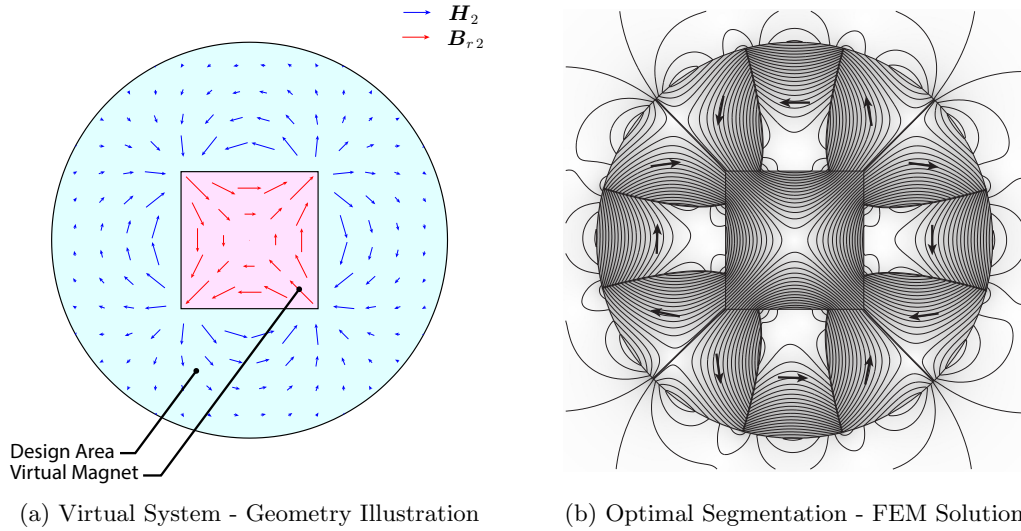 H₂
Bᵣ₂
Design Area
Virtual Magnet
(a) Virtual System - Geometry Illustration
(b) Optimal Segmentation - FEM Solution